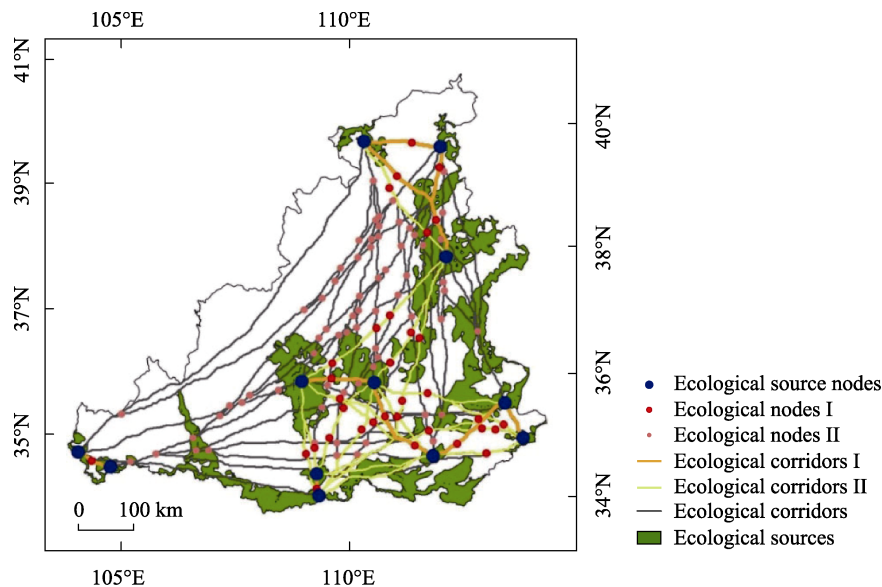 105°E 110°E
41°N
39°N
37°N
35°N
40°N
38°N
36°N
34°N
Ecological source nodes
Ecological nodes I
Ecological nodes II
Ecological corridors I
Ecological corridors II
Ecological corridors
Ecological sources
0 100 km
105°E 110°E